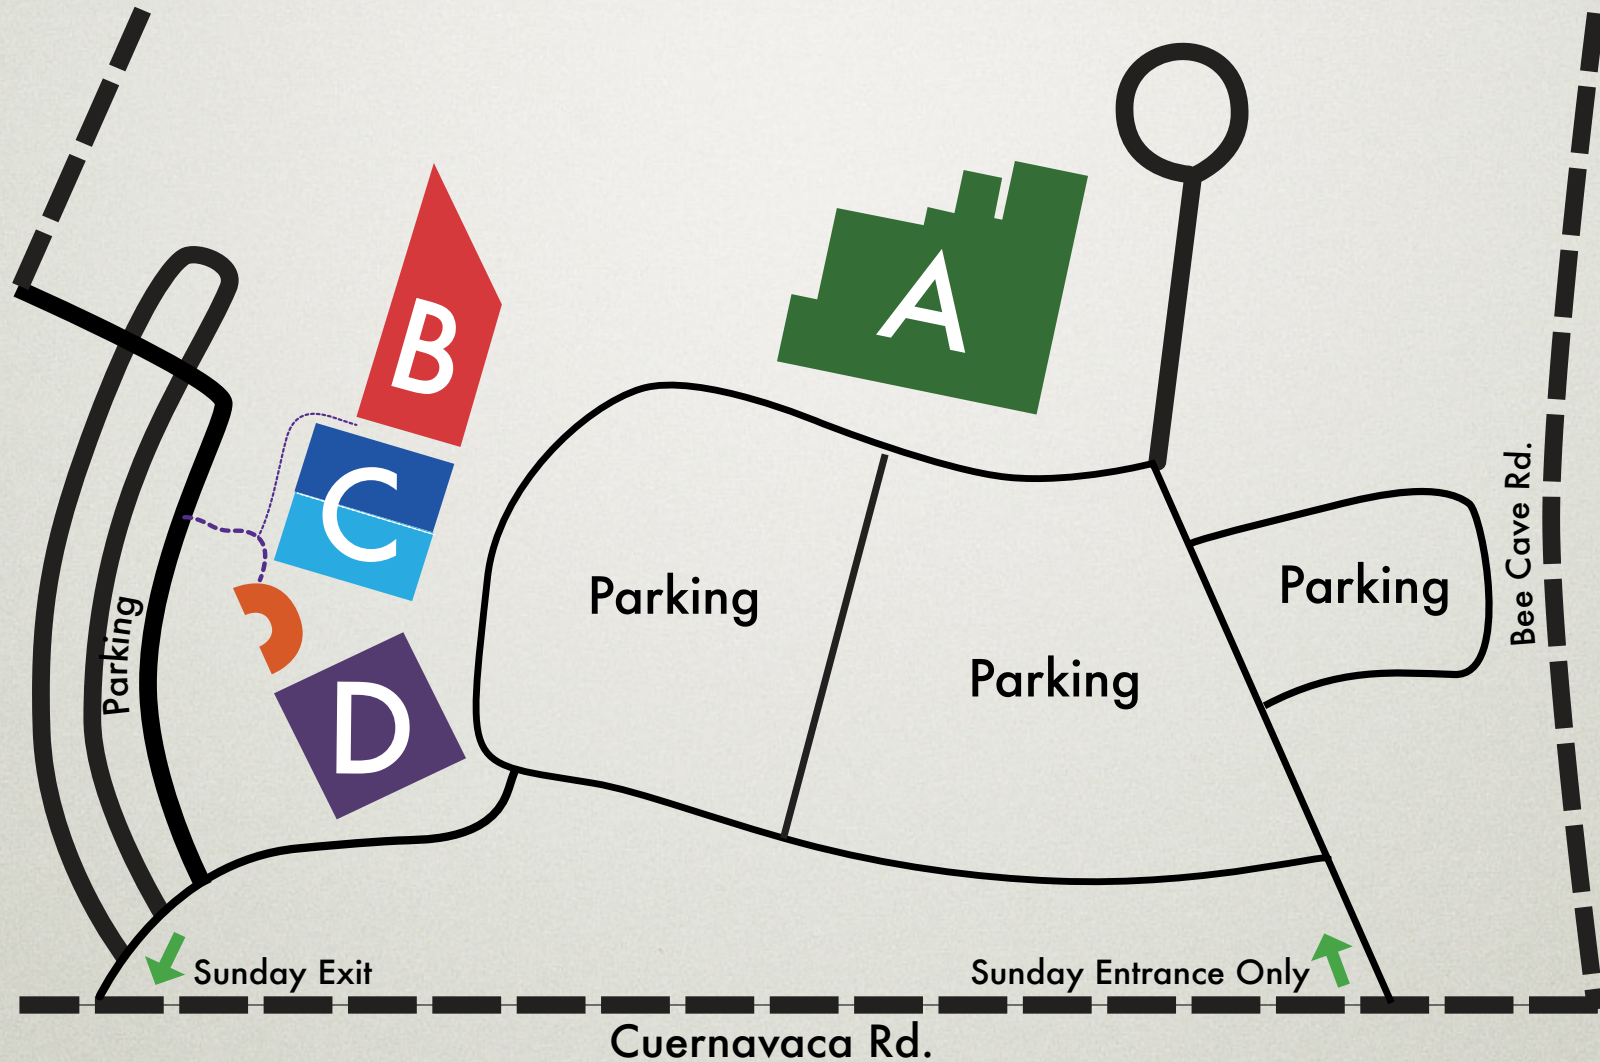 A
B
C
D
Parking
Parking
Parking
Parking
Bee Cave Rd.
Sunday Exit
Sunday Entrance Only
Cuernavaca Rd.